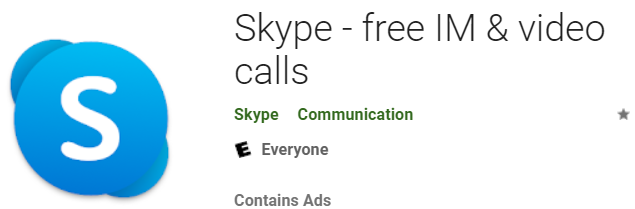 S
Skype - free IM & video
calls
Skype Communication
E Everyone
Contains Ads